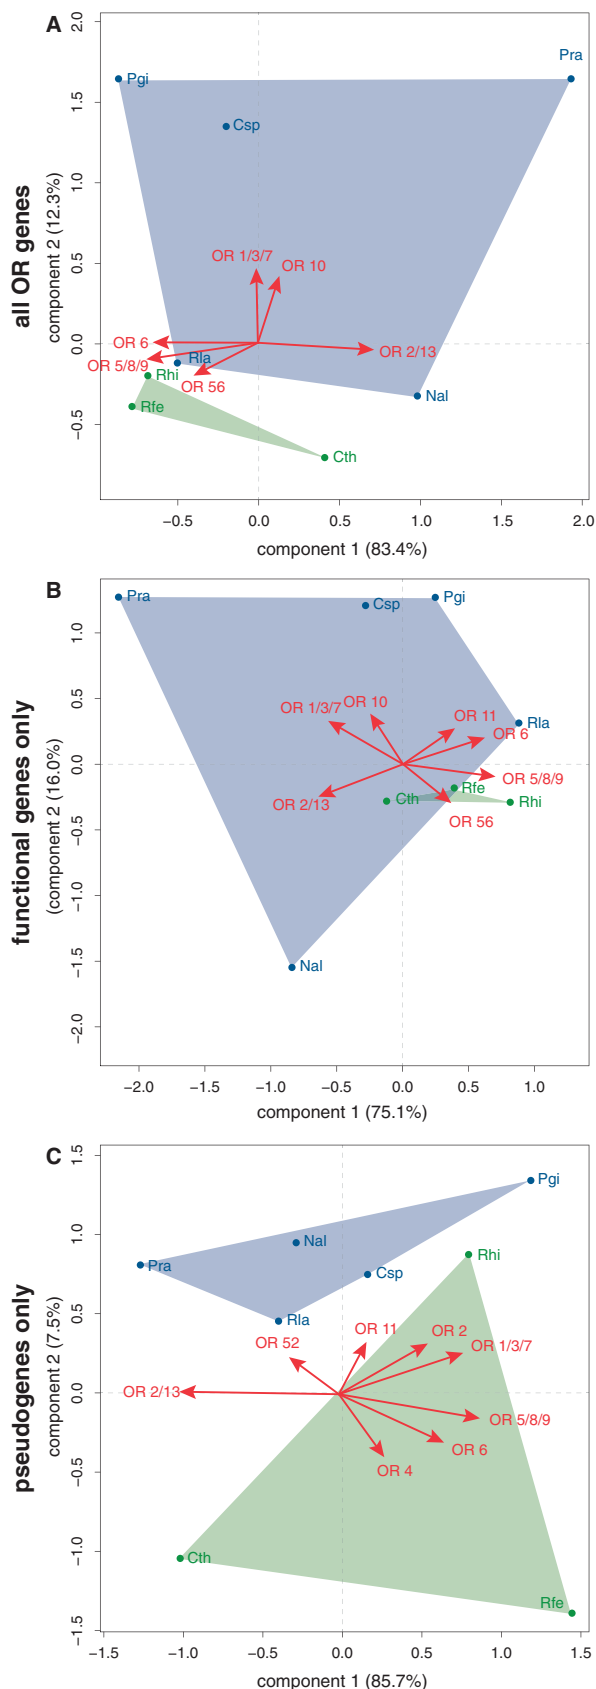 A
all OR genes
component 2 (12.3%)
2.0
1.5
1.0
0.5
0.0
−0.5
Pgi
Pra
Csp
OR 1/3/7
OR 10
OR 6
OR 2/13
OR 5/8/9
Rla
Rhi
OR 56
Rfe
Nal
Cth
−0.5 0.0 0.5 1.0 1.5 2.0
component 1 (83.4%)
B
functional genes only
(component 2 (16.0%)
1.0
0.5
0.0
−0.5
−1.0
−1.5
−2.0
Pra
Csp
Pgi
OR 1/3/7
OR 10
OR 11
Rla
OR 6
OR 5/8/9
OR 2/13
Cth
Rfe
Rhi
OR 56
Nal
−2.0 −1.5 −1.0 −0.5 0.0 0.5 1.0
component 1 (75.1%)
C
pseudogenes only
component 2 (7.5%)
1.5
1.0
0.5
0.0
−0.5
−1.0
−1.5
Pgi
Nal
Rhi
Pra
Csp
Rla
OR 52
OR 11
OR 2
OR 1/3/7
OR 2/13
OR 5/8/9
OR 6
OR 4
Cth
Rfe
−1.5 −1.0 −0.5 0.0 0.5 1.0 1.5
component 1 (85.7%)